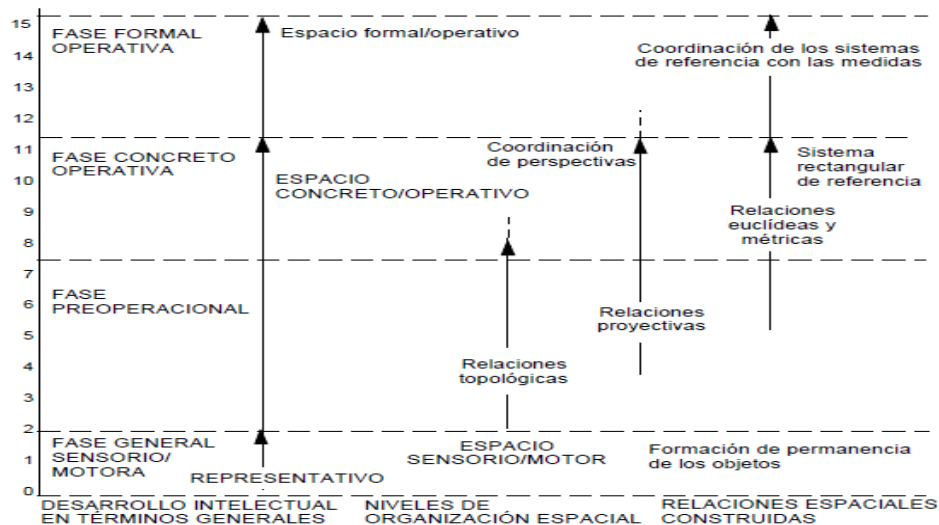 15
FASE FORMAL
OPERATIVA
Espacio formal/operativo
Coordinación de los sistemas
de referencia con las medidas
14
13
12
11
FASE CONCRETO
OPERATIVA
Coordinación
de perspectivas
Sistema
rectangular
de referencia
10
ESPACIO
CONCRETO/OPERATIVO
9
Relaciones
euclídeas y
métricas
8
7
FASE
PREOPERACIONAL
6
Relaciones
proyectivas
5
4
Relaciones
topológicas
3
2
FASE GENERAL
SENSORIO/
MOTORA
ESPACIO
SENSORIO/MOTOR
Formación de permanencia
de los objetos
1
REPRESENTATIVO
0
DESARROLLO INTELECTUAL
EN TÉRMINOS GENERALES
NIVELES DE
ORGANIZACIÓN ESPACIAL
RELACIONES ESPACIALES
CONSTRUIDAS